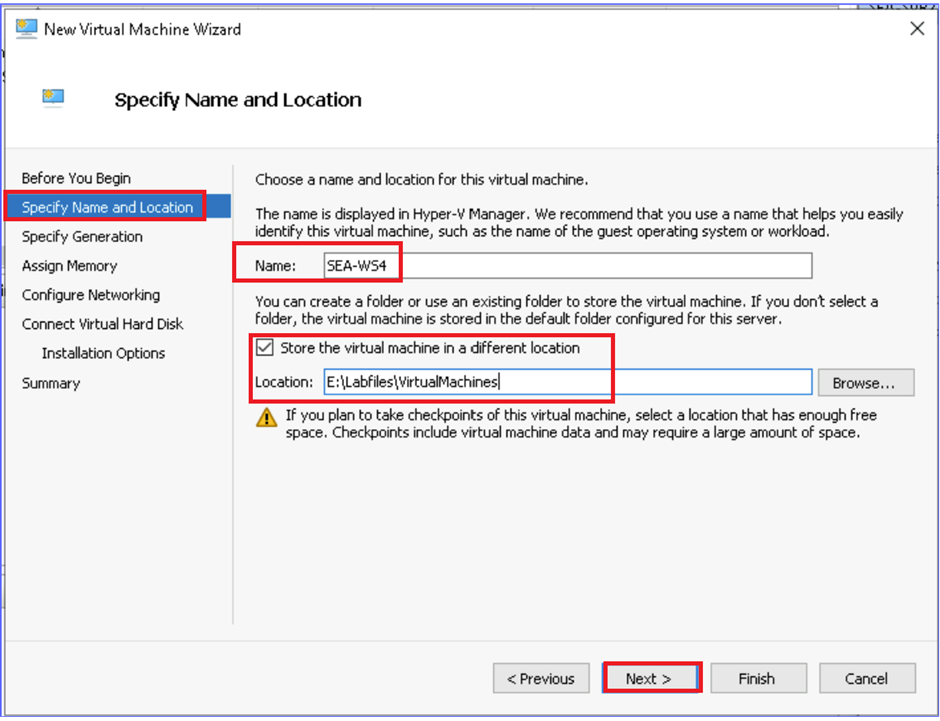 New Virtual Machine Wizard
Specify Name and Location
Before You Begin
Specify Name and Location
Specify Generation
Assign Memory
Configure Networking
Connect Virtual Hard Disk
Installation Options
Summary
Choose a name and location for this virtual machine.
The name is displayed in Hyper-V Manager. We recommend that you use a name that helps you easily
identify this virtual machine, such as the name of the guest operating system or workload.
Name: SEA-WS4
You can create a folder or use an existing folder to store the virtual machine. If you don't select a
folder, the virtual machine is stored in the default folder configured for this server.
Store the virtual machine in a different location
Location: E:\Labfiles\VirtualMachines
Browse...
If you plan to take checkpoints of this virtual machine, select a location that has enough free
space. Checkpoints include virtual machine data and may require a large amount of space.
< Previous
Next >
Finish
Cancel